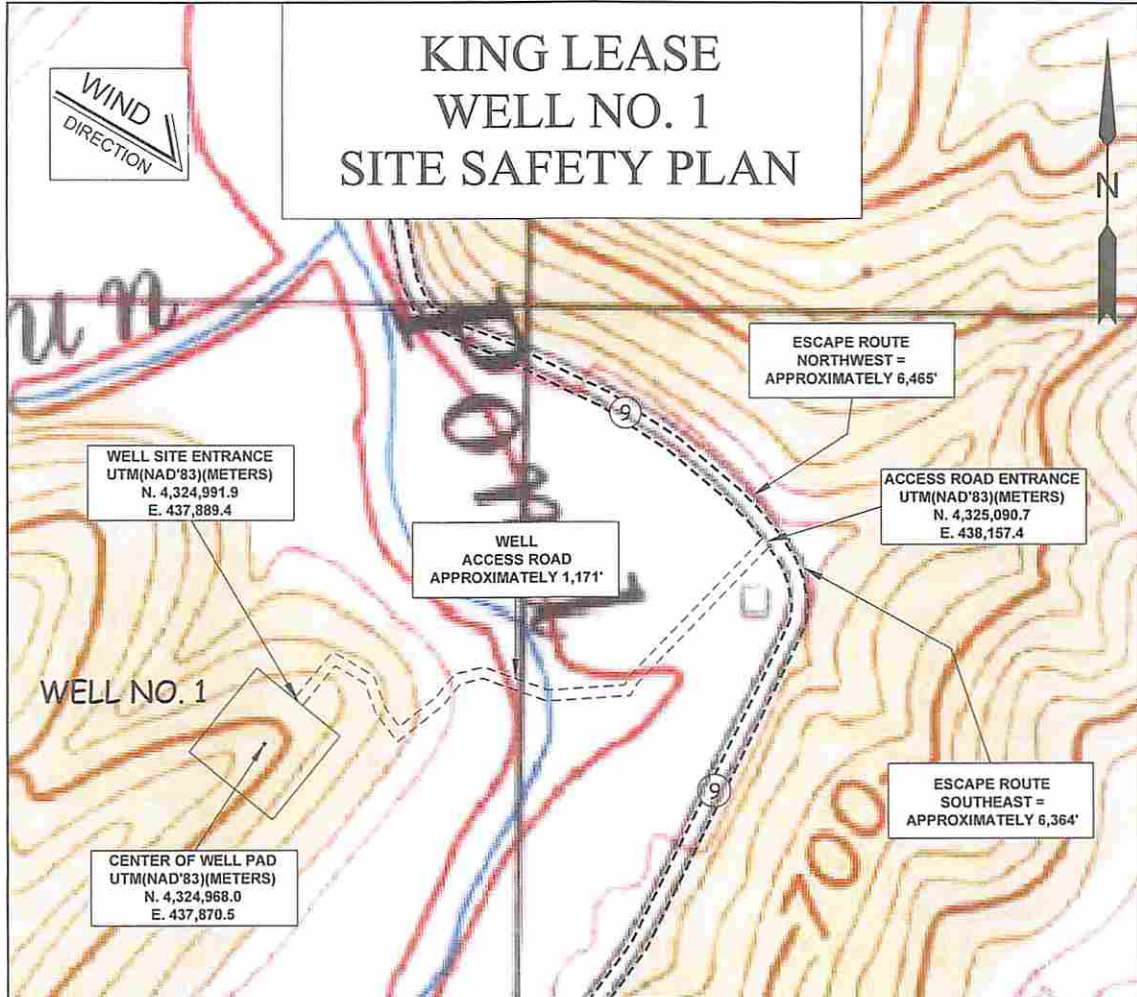 KING LEASE
WELL NO. 1
SITE SAFETY PLAN
WIND
DIRECTION
N
un
ESCAPE ROUTE
NORTHWEST =
APPROXIMATELY 6,465'
9
WELL SITE ENTRANCE
UTM(NAD'83)(METERS)
N. 4,324,991.9
E. 437,889.4
ACCESS ROAD ENTRANCE
UTM(NAD'83)(METERS)
N. 4,325,090.7
E. 438,157.4
WELL
ACCESS ROAD
APPROXIMATELY 1,171'
WELL NO. 1
9
ESCAPE ROUTE
SOUTHEAST =
APPROXIMATELY 6,364'
700
CENTER OF WELL PAD
UTM(NAD'83)(METERS)
N. 4,324,968.0
E. 437,870.5